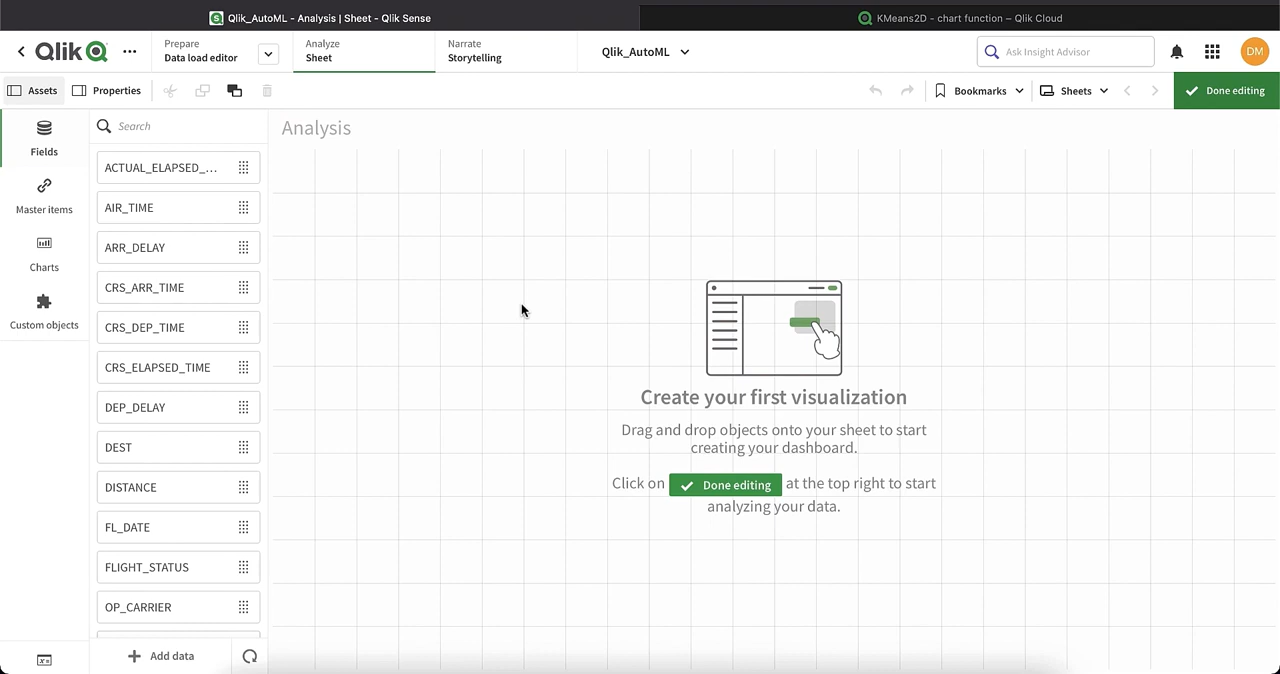 Qlik_AutoML - Analysis | Sheet - Qlik Sense
KMeans2D - chart function – Qlik Cloud
Qlik
Prepare
Data load editor
Analyze
Sheet
Narrate
Storytelling
Qlik_AutoML
Ask Insight Advisor
DM
Assets
Properties
Bookmarks
Sheets
Done editing
Fields
Master items
Charts
Custom objects
Search
ACTUAL_ELAPSED_...
AIR_TIME
ARR_DELAY
CRS_ARR_TIME
CRS_DEP_TIME
CRS_ELAPSED_TIME
DEP_DELAY
DEST
DISTANCE
FL_DATE
FLIGHT_STATUS
OP_CARRIER
Add data
Analysis
Create your first visualization
Drag and drop objects onto your sheet to start
creating your dashboard.
Click on Done editing at the top right to start
analyzing your data.